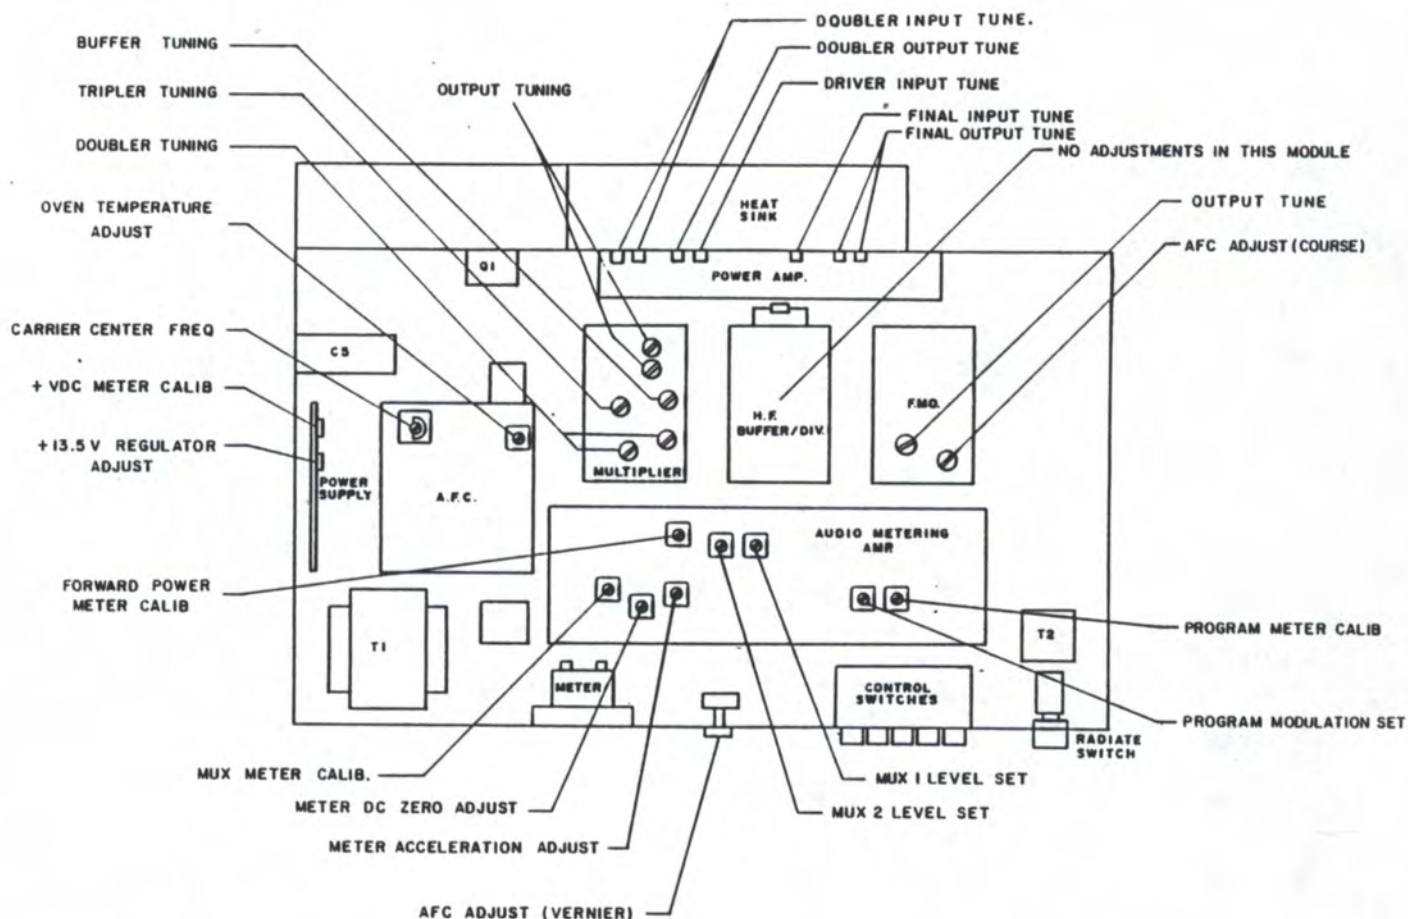 DOUBLER INPUT TUNE.
BUFFER TUNING
DOUBLER OUTPUT TUNE
TRIPLER TUNING
OUTPUT TUNING
DRIVER INPUT TUNE
FINAL INPUT TUNE
FINAL OUTPUT TUNE
DOUBLER TUNING
NO ADJUSTMENTS IN THIS MODULE
OVEN TEMPERATURE
ADJUST
HEAT
SINK
OUTPUT TUNE
AFC ADJUST (COURSE)
Q1
POWER AMP.
CARRIER CENTER FREQ
C5
+ VDC METER CALIB
+13.5 V REGULATOR
ADJUST
H.F.
BUFFER/DIV.
F.M.O.
MULTIPLIER
POWER
SUPPLY
A.F.C.
AUDIO METERING
AMP.
FORWARD POWER
METER CALIB
T1
T2
PROGRAM METER CALIB
METER
CONTROL
SWITCHES
PROGRAM MODULATION SET
RADIATE
SWITCH
MUX METER CALIB.
MUX 1 LEVEL SET
METER DC ZERO ADJUST
MUX 2 LEVEL SET
METER ACCELERATION ADJUST
AFC ADJUST (VERNIER)